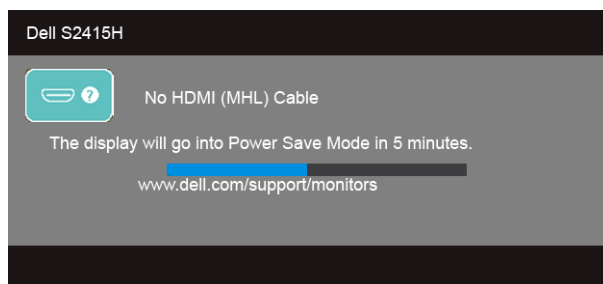 Dell S2415H
?
No HDMI (MHL) Cable
The display will go into Power Save Mode in 5 minutes.
www.dell.com/support/monitors